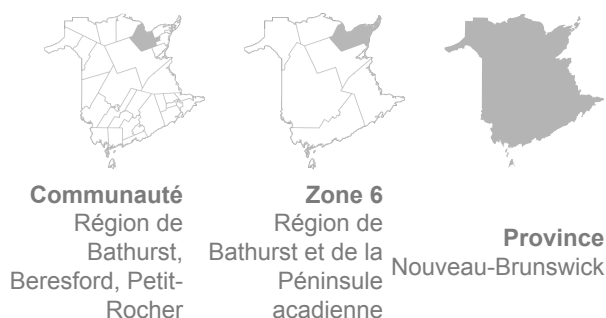 Communauté
Région de
Bathurst,
Beresford, Petit-
Rocher
Zone 6
Région de
Bathurst et de la
Péninsule
acadienne
Province
Nouveau-Brunswick